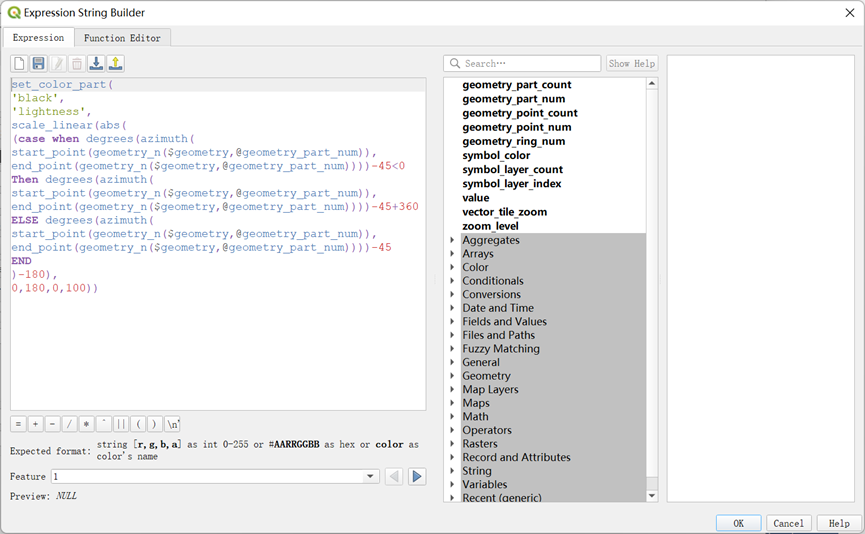 Expression String Builder
Expression
Function Editor
Search…
Show Help
set_color_part(
'black',
'lightness',
scale_linear(abs(
(case when degrees(azimuth(
start_point(geometry_n($geometry,@geometry_part_num)),
end_point(geometry_n($geometry,@geometry_part_num))))-45<0
Then degrees(azimuth(
start_point(geometry_n($geometry,@geometry_part_num)),
end_point(geometry_n($geometry,@geometry_part_num))))-45+360
ELSE degrees(azimuth(
start_point(geometry_n($geometry,@geometry_part_num)),
end_point(geometry_n($geometry,@geometry_part_num))))-45
END
)-180),
0,180,0,100))
geometry_part_count
geometry_part_num
geometry_point_count
geometry_point_num
geometry_ring_num
symbol_color
symbol_layer_count
symbol_layer_index
value
vector_tile_zoom
zoom_level
Aggregates
Arrays
Color
Conditionals
Conversions
Date and Time
Fields and Values
Files and Paths
Fuzzy Matching
General
Geometry
Map Layers
Maps
Math
Operators
Rasters
Record and Attributes
String
Variables
Recent (generic)
= + - / * ^ || ( ) '\n'
Expected format: string [r,g,b,a] as int 0-255 or #AARRGGBB as hex or color as
color's name
Feature 1
Preview: NULL
OK
Cancel
Help